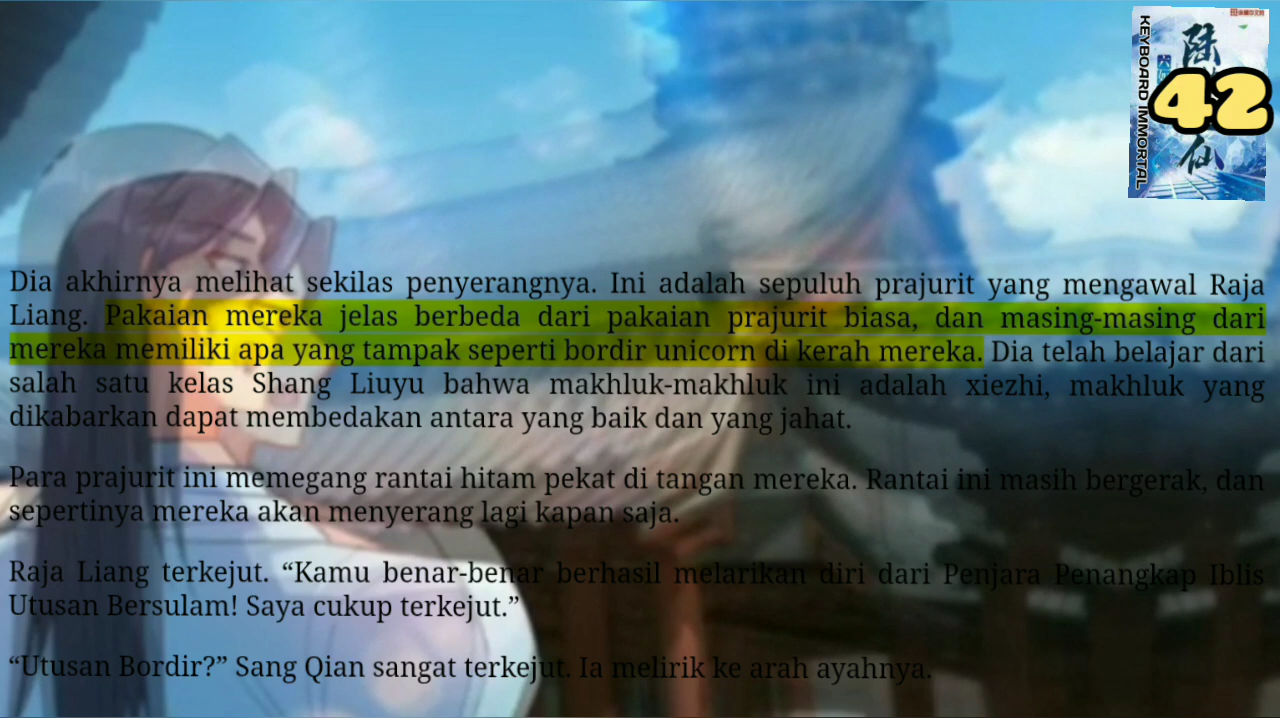 KEYBOARD IMMORTAL
42
Dia akhirnya melihat sekilas penyerangnya. Ini adalah sepuluh prajurit yang mengawal Raja
Liang. Pakaian mereka jelas berbeda dari pakaian prajurit biasa, dan masing-masing dari
mereka memiliki apa yang tampak seperti bordir unicorn di kerah mereka. Dia telah belajar dari
salah satu kelas Shang Liuyu bahwa makhluk-makhluk ini adalah xiezhi, makhluk yang
dikabarkan dapat membedakan antara yang baik dan yang jahat.
Para prajurit ini memegang rantai hitam pekat di tangan mereka. Rantai ini masih bergerak, dan
sepertinya mereka akan menyerang lagi kapan saja.
Raja Liang terkejut. “Kamu benar-benar berhasil melarikan diri dari Penjara Penangkap Iblis
Utusan Bersulam! Saya cukup terkejut.”
“Utusan Bordir?” Sang Qian sangat terkejut. Ia melirik ke arah ayahnya.